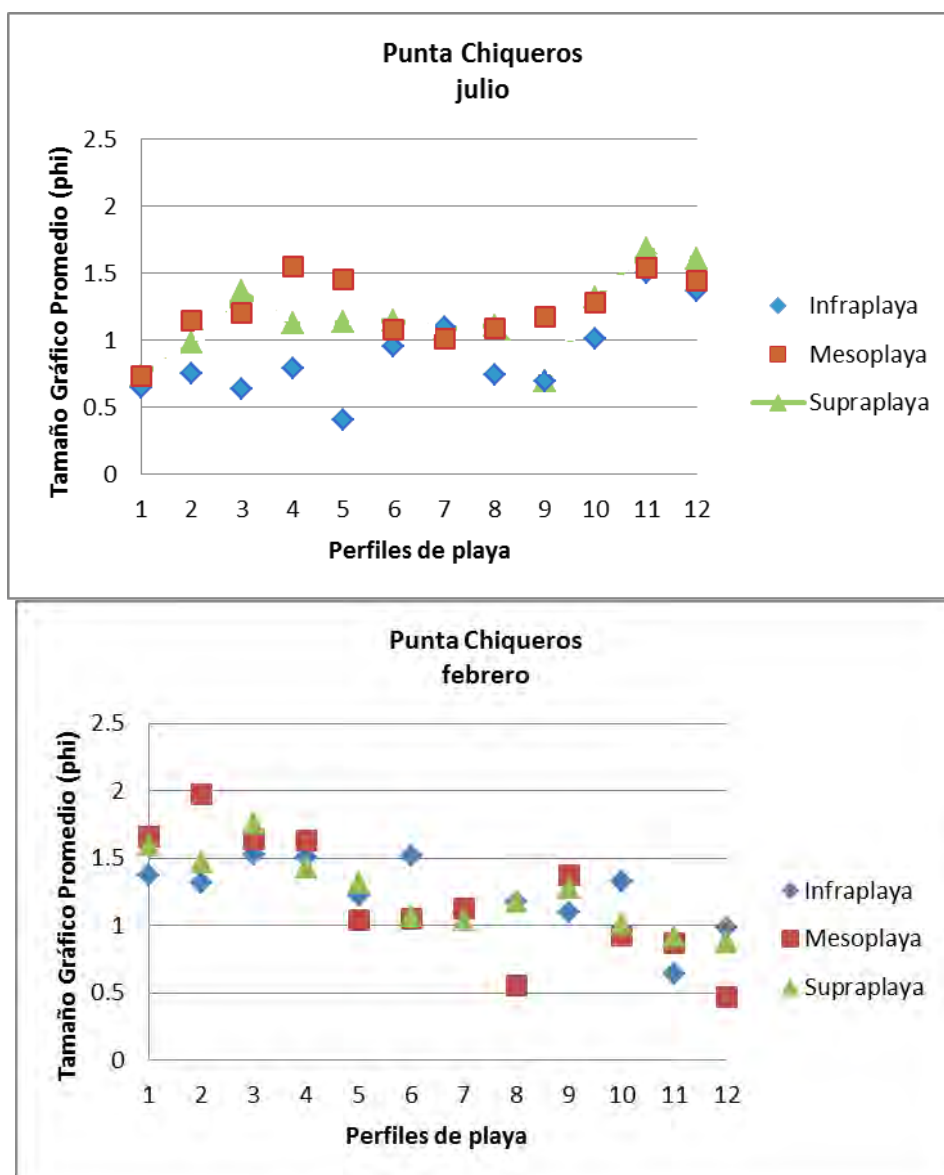 Punta Chiqueros
julio
Tamaño Gráfico Promedio (phi)
2.5
2
1.5
1
0.5
0
1 2 3 4 5 6 7 8 9 10 11 12
Perfiles de playa
Infraplaya
Mesoplaya
Supraplaya
Punta Chiqueros
febrero
Tamaño Gráfico Promedio (phi)
2.5
2
1.5
1
0.5
0
1 2 3 4 5 6 7 8 9 10 11 12
Perfiles de playa
Infraplaya
Mesoplaya
Supraplaya